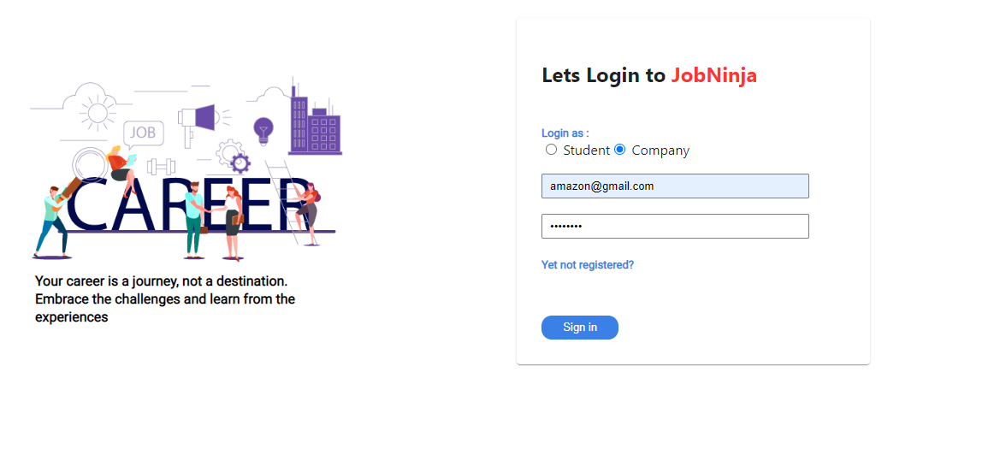 JOB
CAREER
Your career is a journey, not a destination.
Embrace the challenges and learn from the
experiences
Lets Login to JobNinja
Login as :
Student Company
amazon@gmail.com
••••••••
Yet not registered?
Sign in